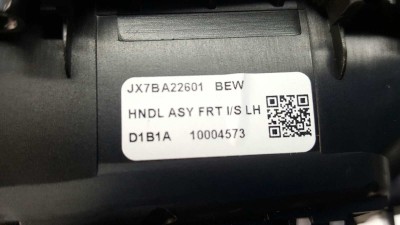 JX7BA22601 BEW
HNDL ASY FRT I/S LH
D1B1A 10004573